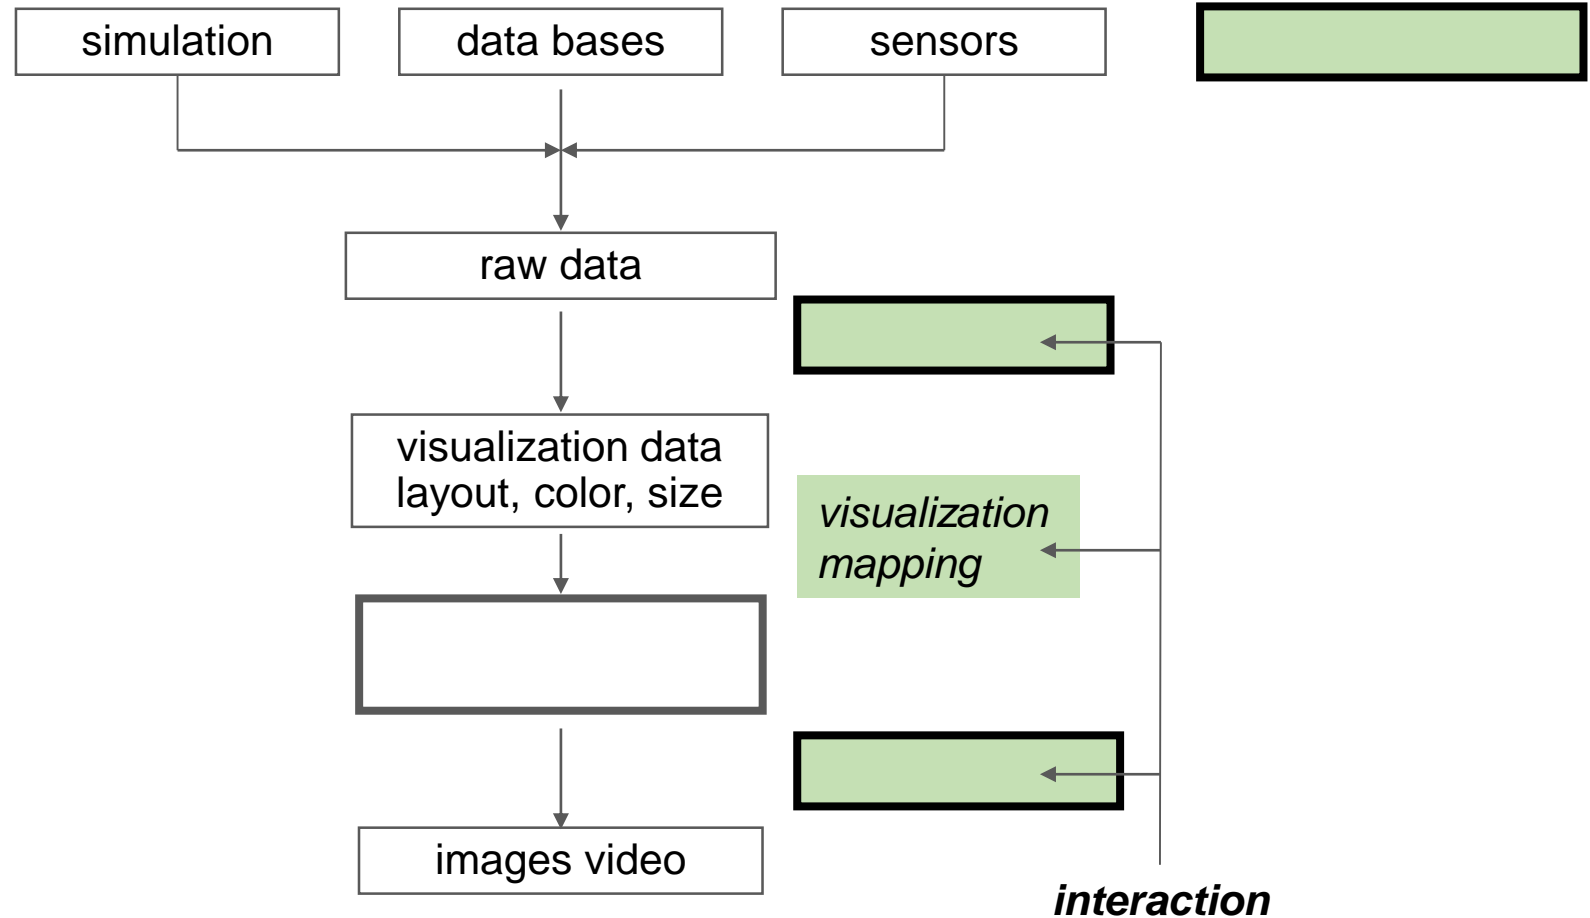 simulation
data bases
sensors
raw data
visualization data
layout, color, size
visualization
mapping
images video
interaction